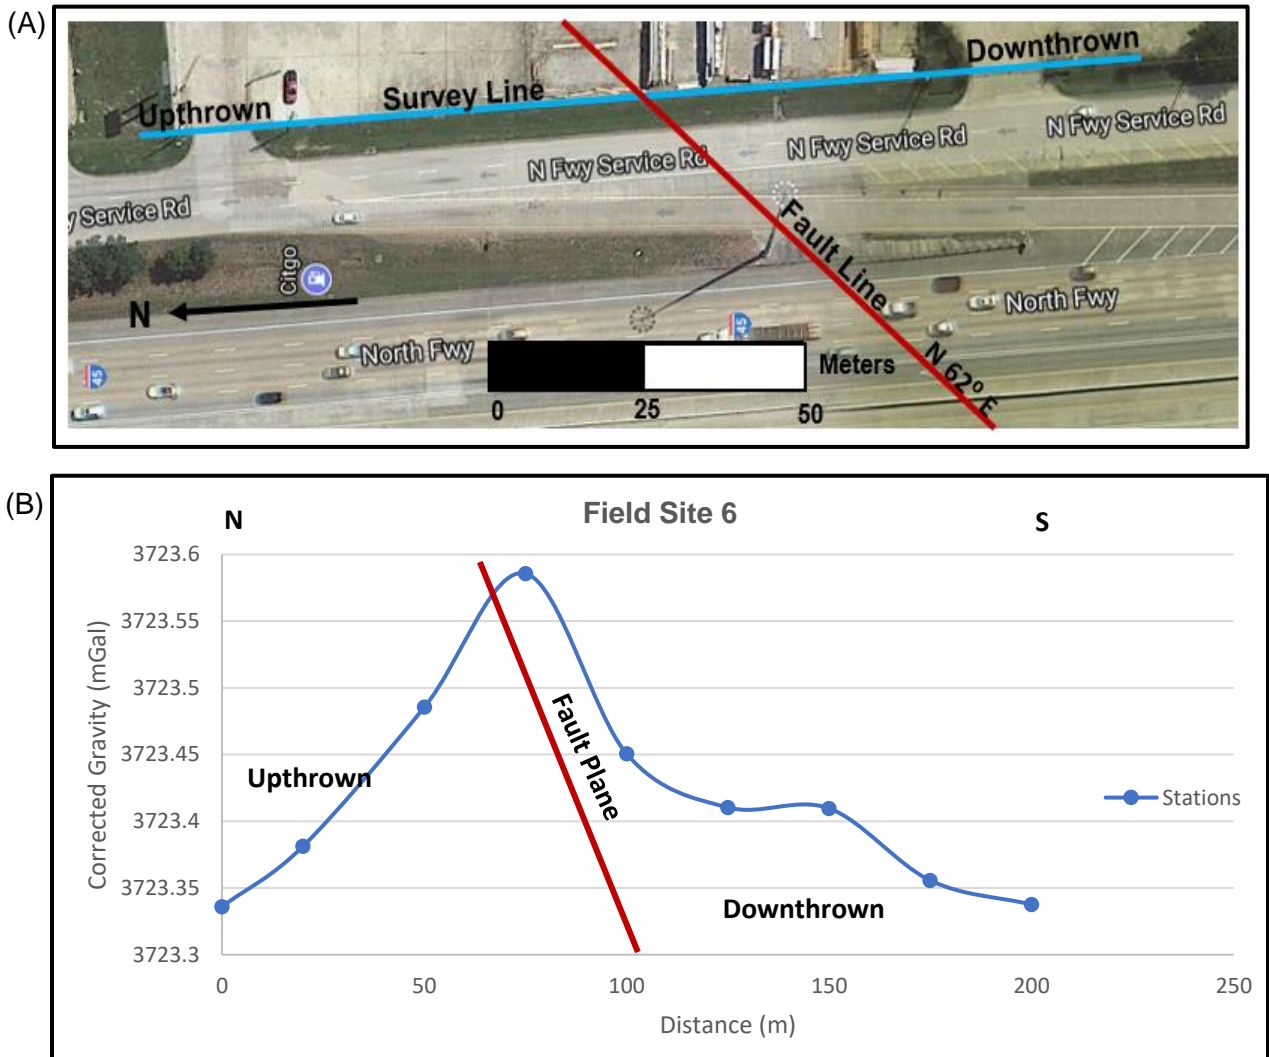 (A)
Downthrown
Upthrown
Survey Line
N Fwy Service Rd
N Fwy Service Rd
N Fwy Service Rd
y Service Rd
Fault Line
Citgo
N
45
North Fwy
North Fwy
45
N 62º E
Meters
0 25 50
(B)
Field Site 6
N
S
3723.6
3723.55
3723.5
3723.45
3723.4
3723.35
3723.3
Corrected Gravity (mGal)
Upthrown
Fault Plane
Downthrown
Stations
0 50 100 150 200 250
Distance (m)